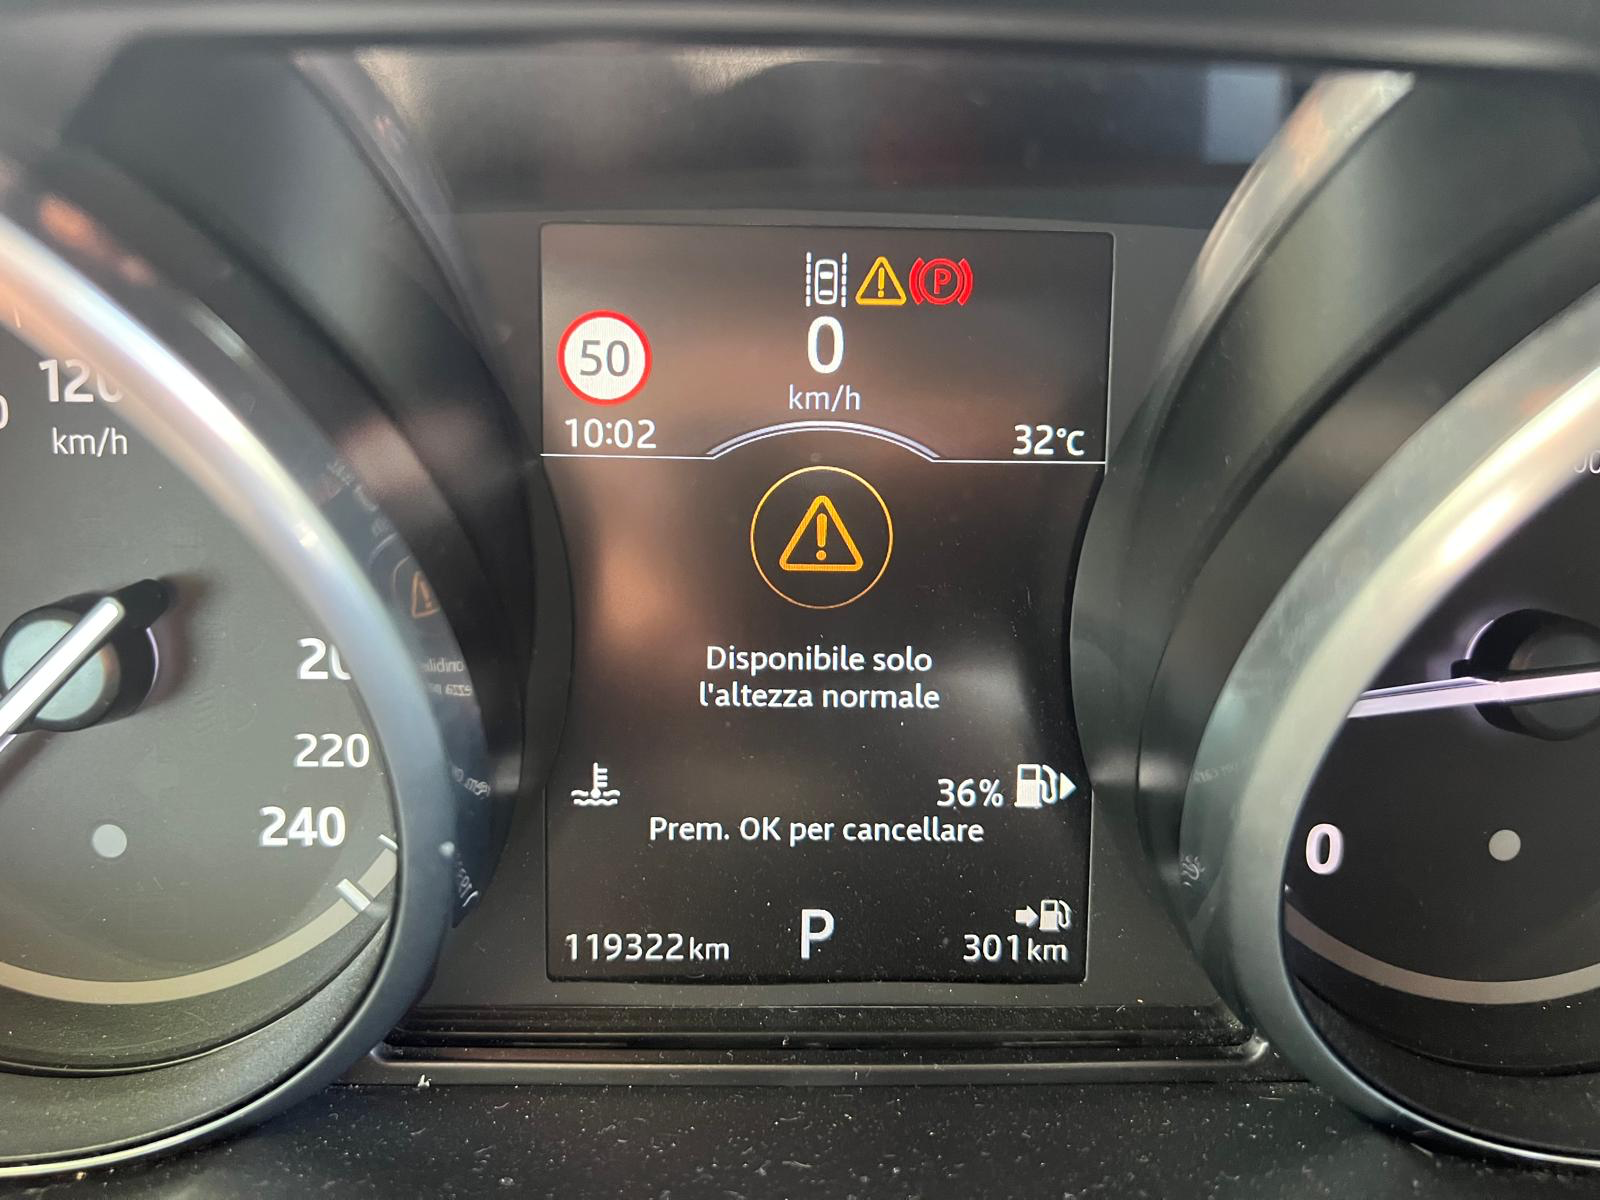 50
0
km/h
10:02
32°C
120
km/h
Disponibile solo
l'altezza normale
220
36%
Prem. OK per cancellare
240
0
P
119322km
301km